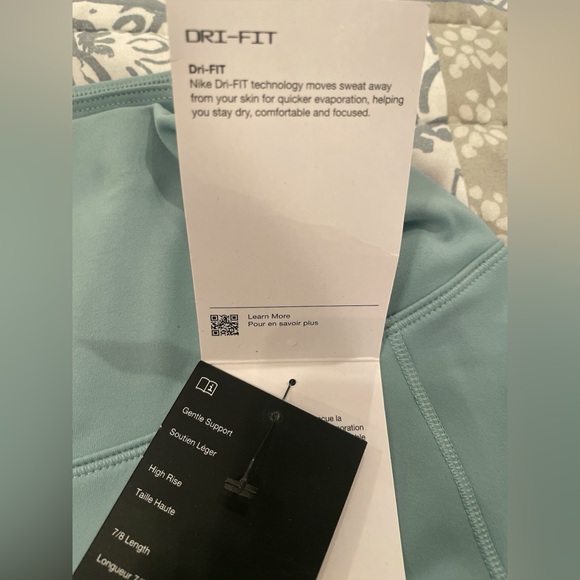 DRI-FIT
Dri-FIT
Nike Dri-FIT technology moves sweat away
from your skin for quicker evaporation, helping
you stay dry, comfortable and focused.
Learn More
Pour en savoir plus
la
Gentle Support
Soutien Léger
High Rise
Taille Haute
7/8 Length
Longueur